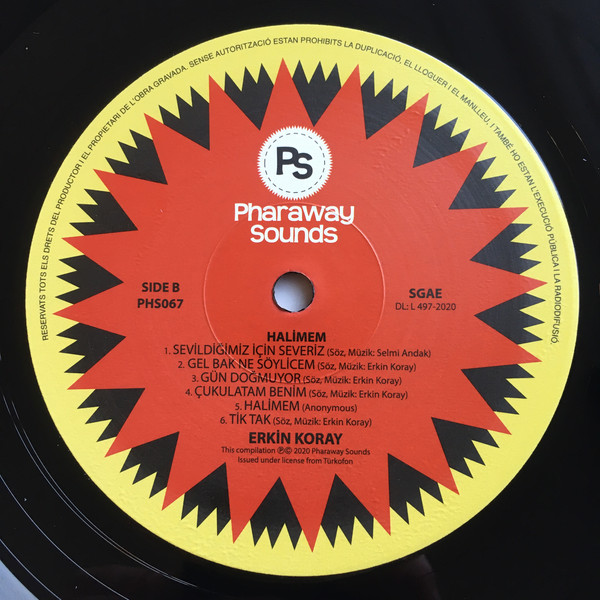 RESERVATS TOTS ELS DRETS DEL PRODUCTOR I EL PROPIETARI DE L'OBRA GRAVADA. SENSE AUTORITZACIÓ ESTAN PROHIBITS LA DUPLICACIÓ, EL LLOGUER I EL MANLLEU, I TAMBÉ HO ESTAN L'EXECUCIÓ PÚBLICA I LA RADIODIFUSIÓ.
PS
Pharaway
Sounds
SIDE B
PHS067
SGAE
DL: L 497-2020
HALİMEM
1. SEVİLDİĞİMİZ İÇİN SEVERİZ (Söz, Müzik: Selmi Andak)
2. GEL BAK NE SÖYLİCEM (Söz, Müzik: Erkin Koray)
3. GÜN DOĞMUYOR (Söz, Müzik: Erkin Koray)
4. ÇUKULATAM BENİM (Söz, Müzik: Erkin Koray)
5. HALİMEM (Anonymous)
6. TİK TAK (Söz, Müzik: Erkin Koray)
ERKİN KORAY
This compilation ℗© 2020 Pharaway Sounds
Issued under license from Türkofon